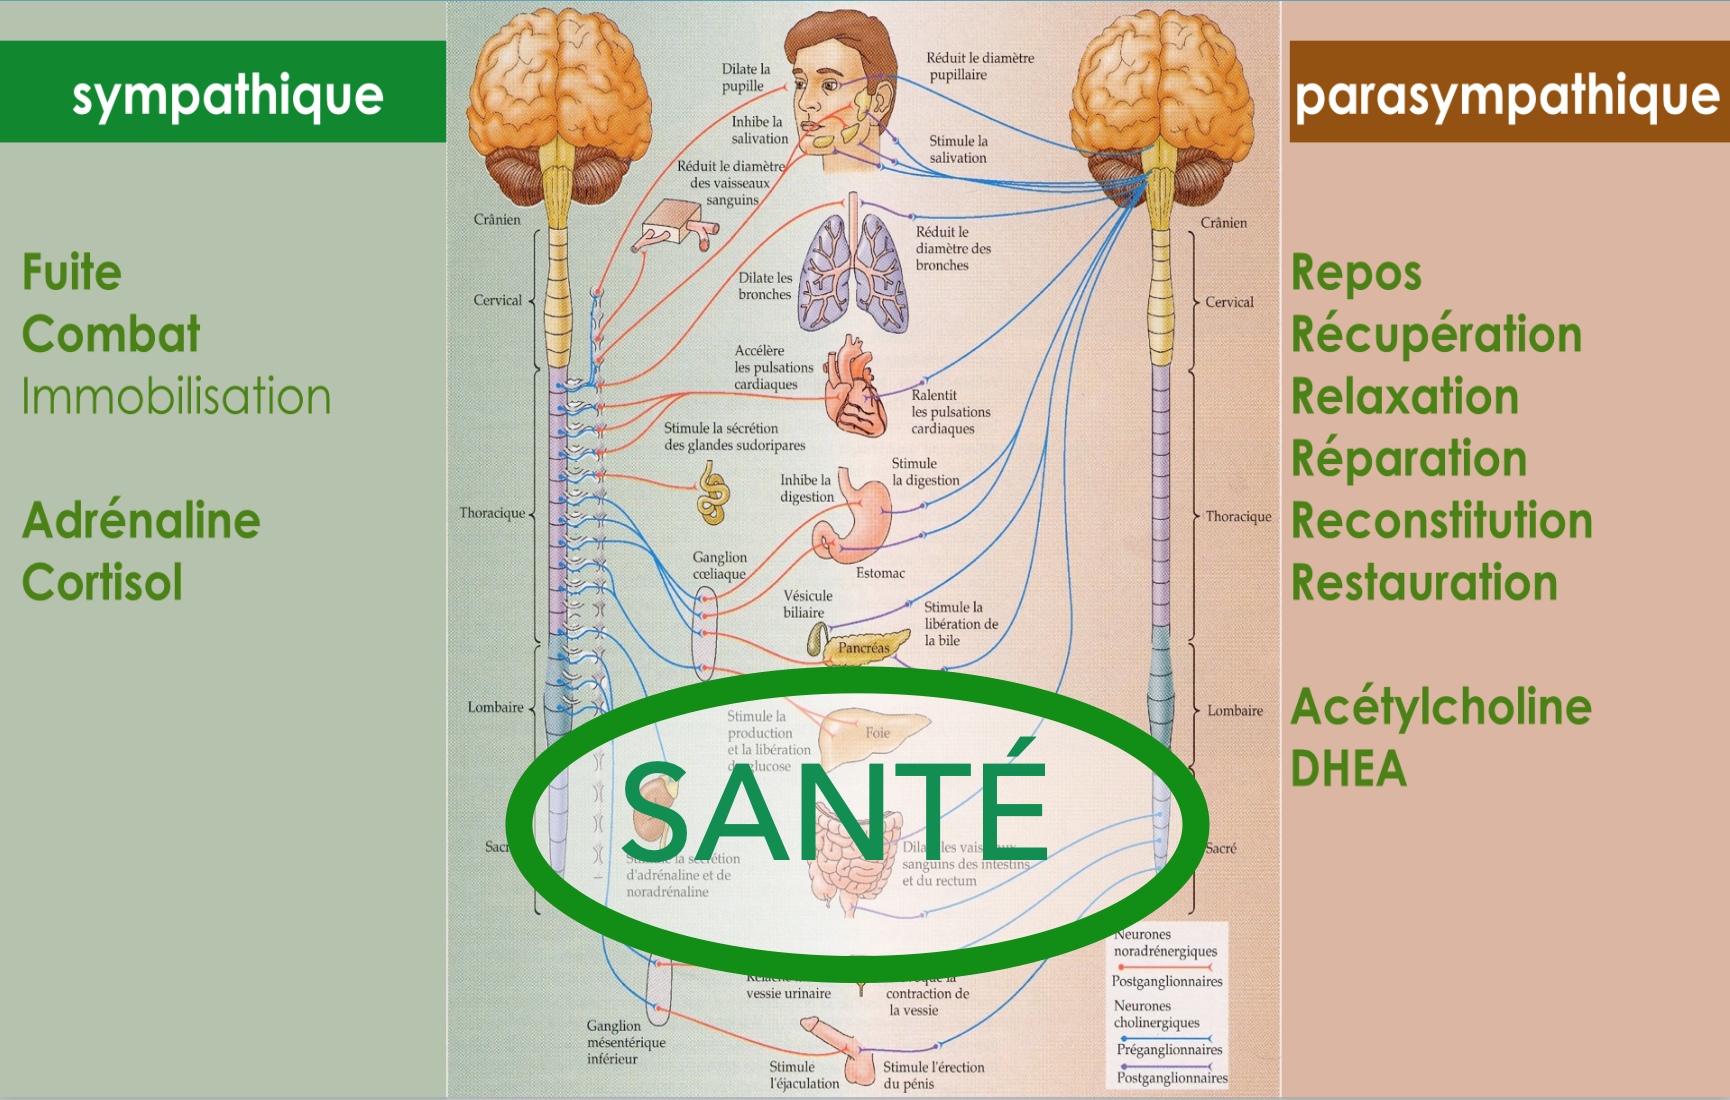 sympathique
Fuite
Combat
Immobilisation
Adrénaline
Cortisol
Dilate la
pupille
Réduit le diamètre
pupillaire
Inhibe la
salivation
Stimule la
salivation
Réduit le diamètre
des vaisseaux
sanguins
Crânien
Cervical
Thoracique
Lombaire
Réduit le
diamètre des
bronches
Dilate les
bronches
Accélère
les pulsations
cardiaques
Ralentit
les pulsations
cardiaques
Stimule la sécrétion
des glandes sudoripares
Inhibe la
digestion
Stimule
la digestion
Ganglion
cœliaque
Estomac
Vésicule
biliaire
Stimule la
libération de
la bile
Pancréas
Stimule la
production
et la libération
glucose
Foie
SANTÉ
la sécrétion
d'adrénaline et de
noradrénaline
les
sanguins des intestins
et du rectum
vessie urinaire
la
contraction de
la vessie
Ganglion
mésentérique
inférieur
Stimule
l'éjaculation
Stimule l'érection
du pénis
Crânien
Cervical
Thoracique
Lombaire
Sacré
Neurones
noradrénergiques
Postganglionnaires
Neurones
cholinergiques
Préganglionnaires
Postganglionnaires
parasympathique
Repos
Récupération
Relaxation
Réparation
Reconstitution
Restauration
Acétylcholine
DHEA